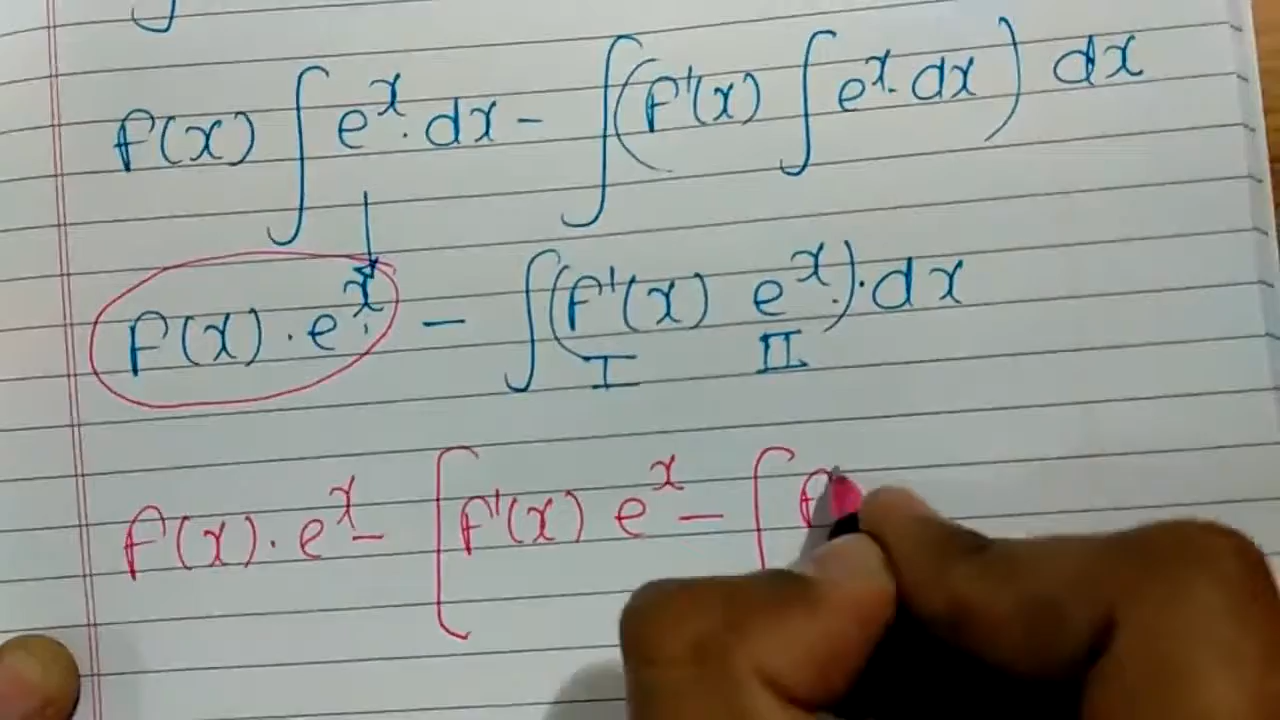 f(x) ∫ eˣ. dx - ∫(f'(x) ∫ eˣ. dx) dx
f(x) . eˣ. - ∫(f'(x) eˣ.). dx
I II
f(x) . eˣ - [f'(x) eˣ - ∫ f